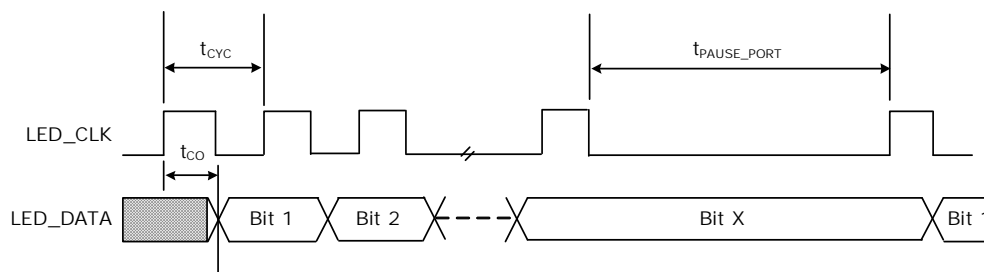 tCYC
tPAUSE_PORT
LED_CLK
tCO
LED_DATA
Bit 1
Bit 2
Bit X
Bit 1